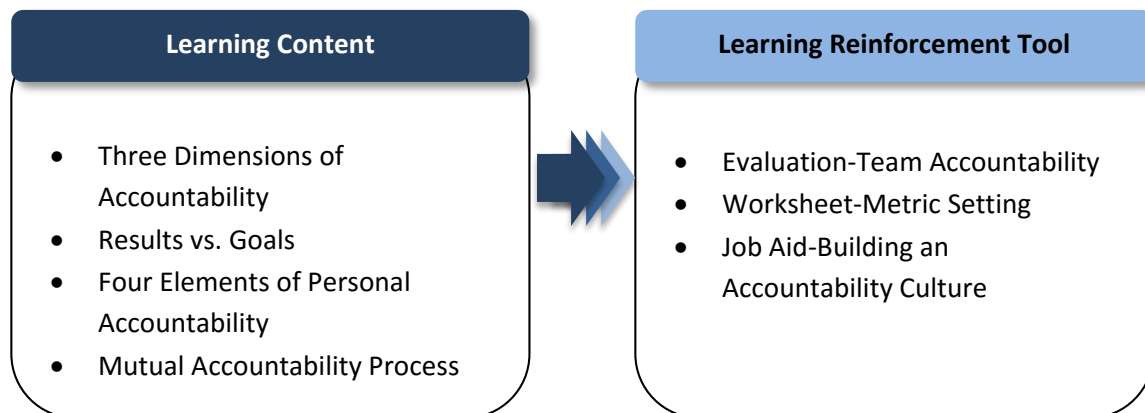 Learning Content
• Three Dimensions of
Accountability
• Results vs. Goals
• Four Elements of Personal
Accountability
• Mutual Accountability Process
Learning Reinforcement Tool
• Evaluation-Team Accountability
• Worksheet-Metric Setting
• Job Aid-Building an
Accountability Culture